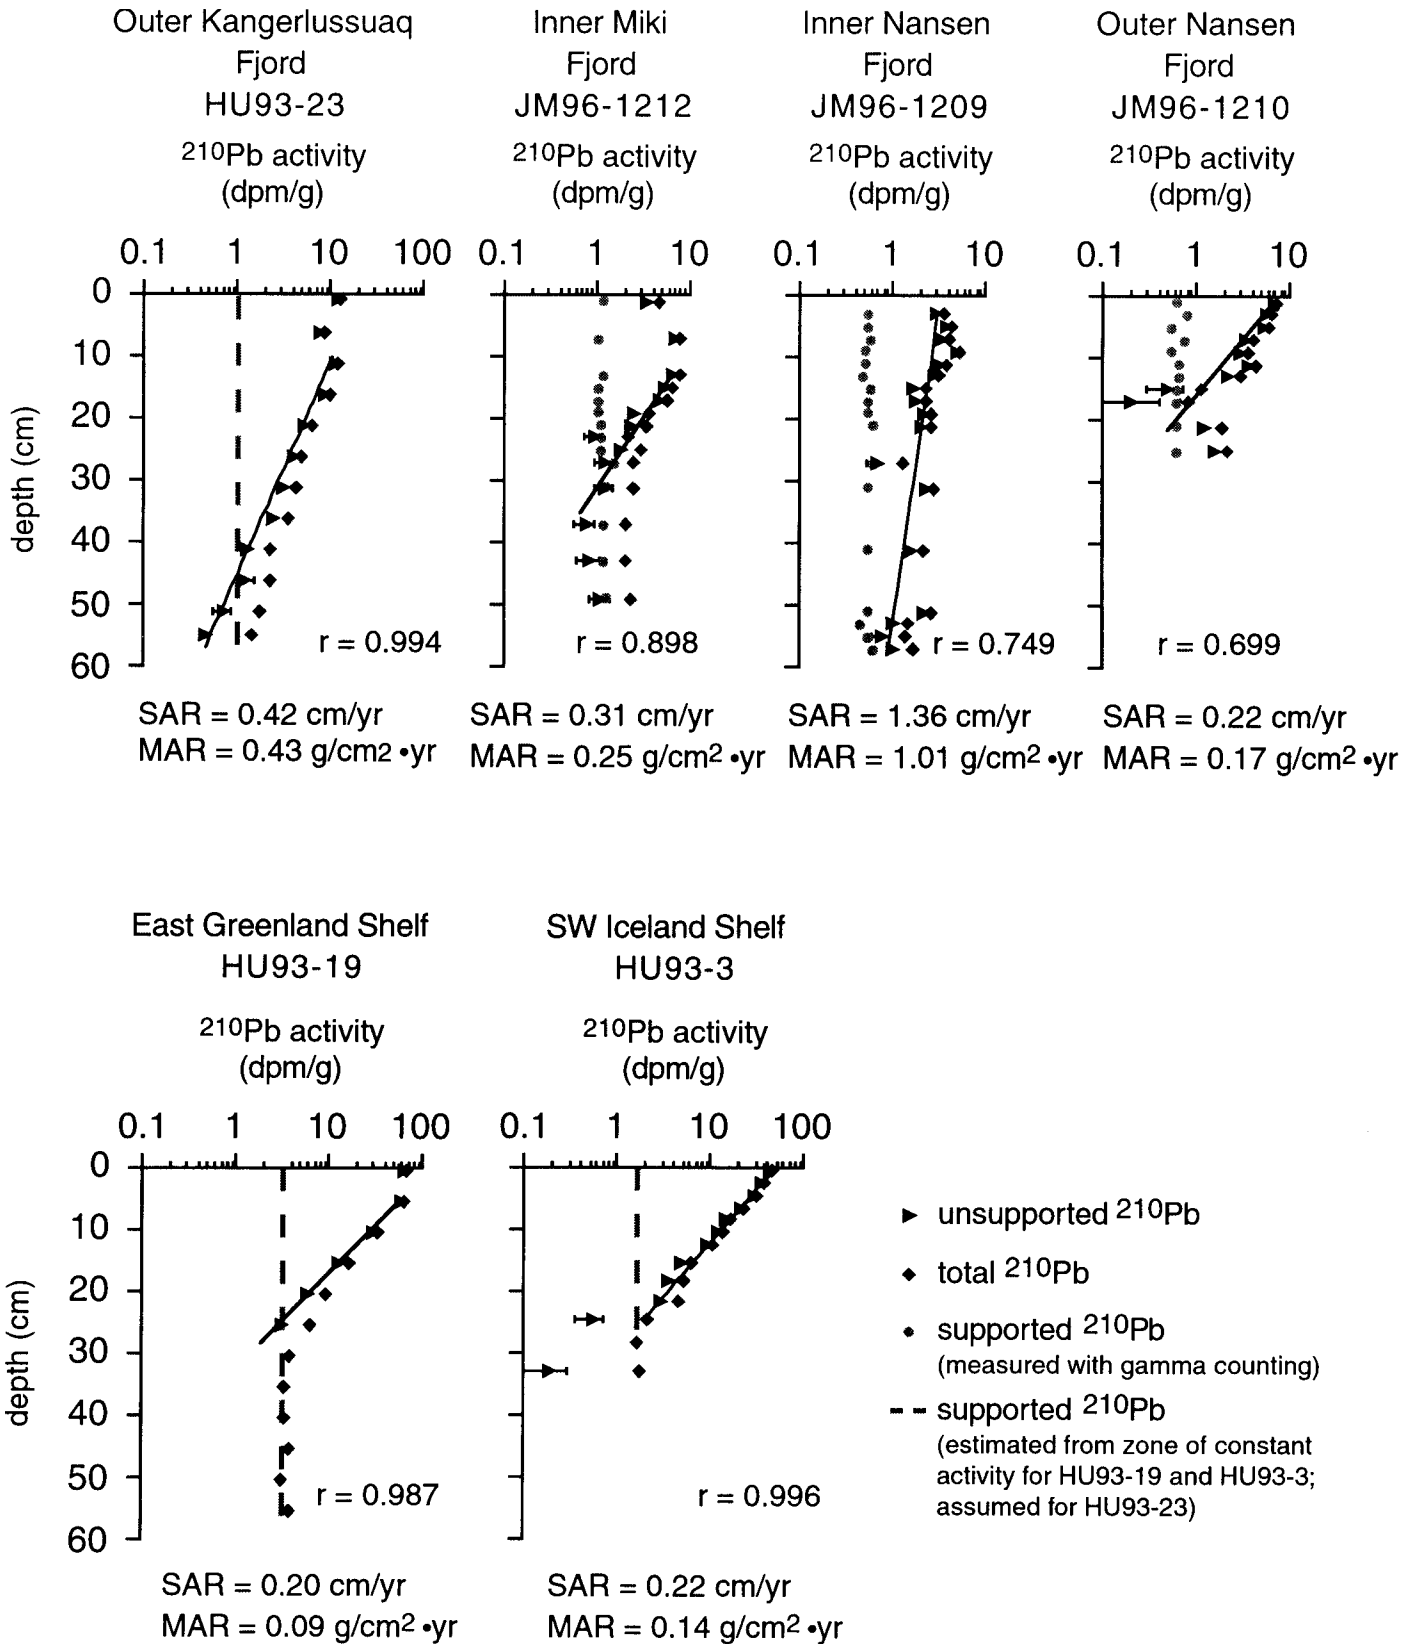 Outer Kangerlussuaq
Fjord
HU93-23
210Pb activity
(dpm/g)
0.1 1 10 100
Inner Miki
Fjord
JM96-1212
210Pb activity
(dpm/g)
0.1 1 10
Inner Nansen
Fjord
JM96-1209
210Pb activity
(dpm/g)
0.1 1 10
Outer Nansen
Fjord
JM96-1210
210Pb activity
(dpm/g)
0.1 1 10
depth (cm)
0
10
20
30
40
50
60
r = 0.994
r = 0.898
r = 0.749
r = 0.699
SAR = 0.42 cm/yr
MAR = 0.43 g/cm2 •yr
SAR = 0.31 cm/yr
MAR = 0.25 g/cm2 •yr
SAR = 1.36 cm/yr
MAR = 1.01 g/cm2 •yr
SAR = 0.22 cm/yr
MAR = 0.17 g/cm2 •yr
East Greenland Shelf
HU93-19
210Pb activity
(dpm/g)
0.1 1 10 100
SW Iceland Shelf
HU93-3
210Pb activity
(dpm/g)
0.1 1 10 100
depth (cm)
0
10
20
30
40
50
60
r = 0.987
r = 0.996
SAR = 0.20 cm/yr
MAR = 0.09 g/cm2 •yr
SAR = 0.22 cm/yr
MAR = 0.14 g/cm2 •yr
unsupported 210Pb
total 210Pb
supported 210Pb
(measured with gamma counting)
supported 210Pb
(estimated from zone of constant
activity for HU93-19 and HU93-3;
assumed for HU93-23)